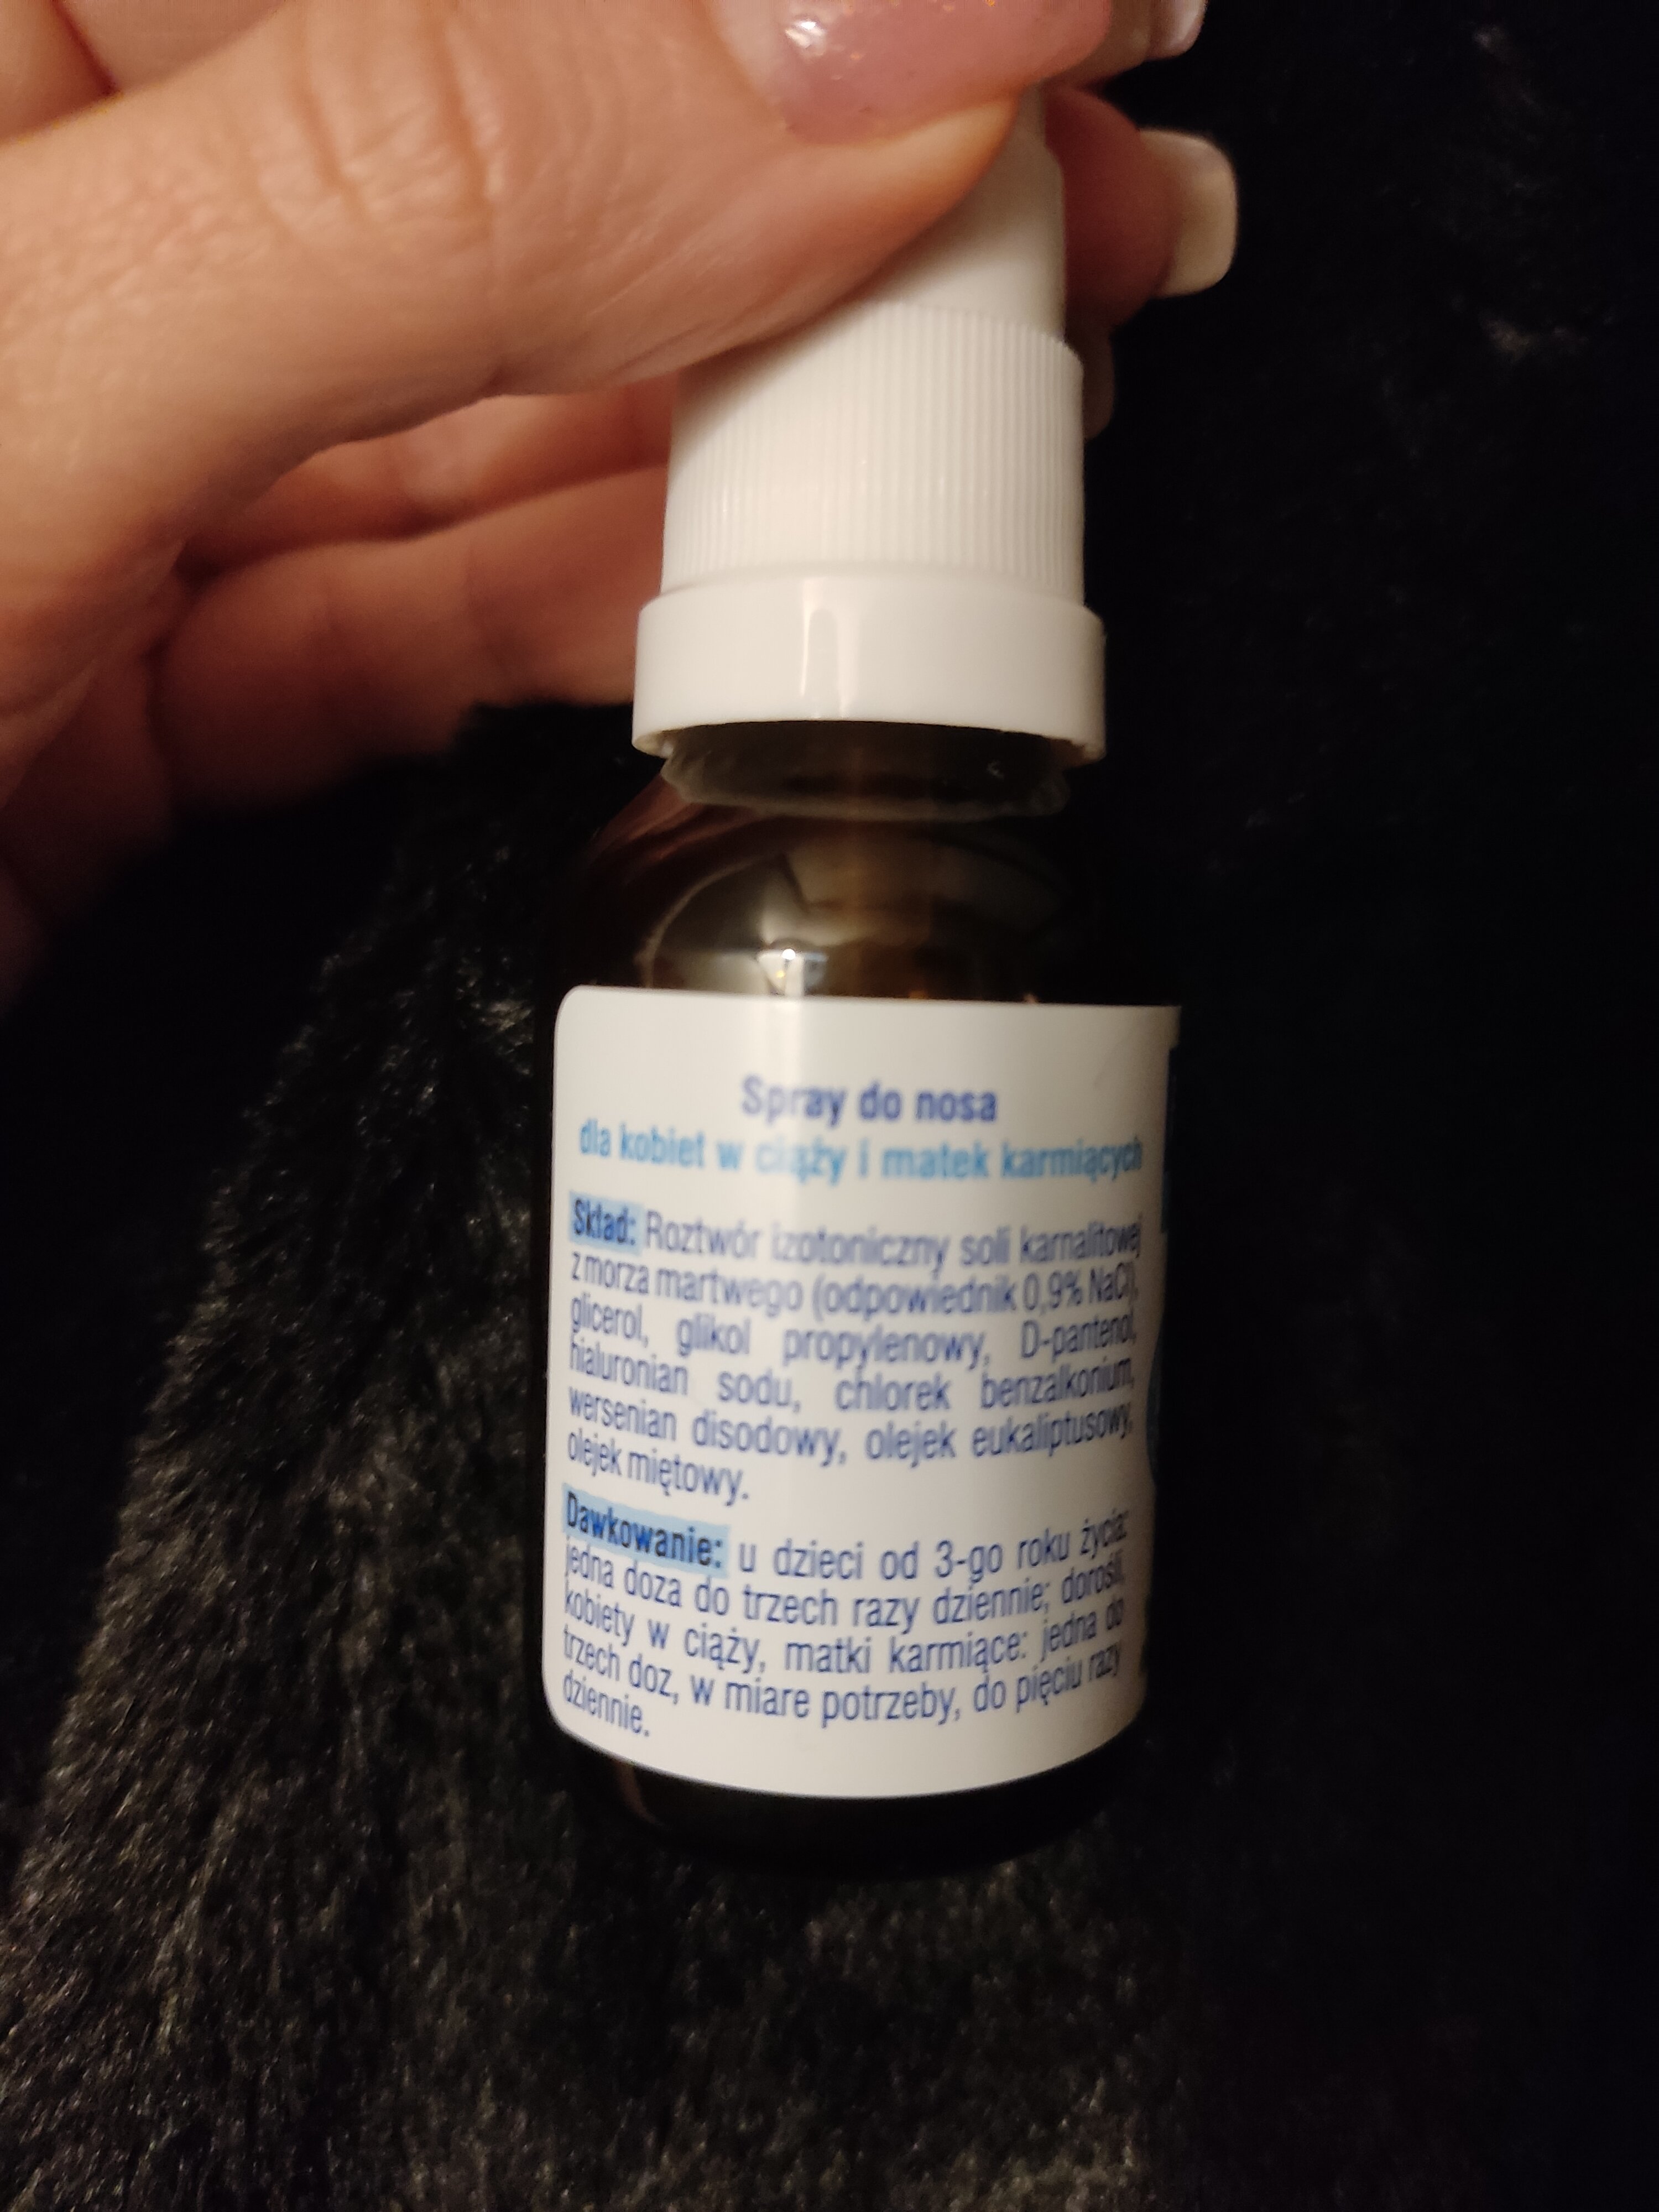 Spray do nosa
dla kobiet w ciąży i matek karmiących
Skład: Roztwór izotoniczny soli karnalitowej
z morza martwego (odpowiednik 0,9% NaCl),
glicerol, glikol propylenowy, D-pantenol,
hialuronian sodu, chlorek benzalkonium,
wersenian disodowy, olejek eukaliptusowy,
olejek miętowy.
Dawkowanie: u dzieci od 3-go roku życia:
jedna doza do trzech razy dziennie; dorośli,
kobiety w ciąży, matki karmiące: jedna do
trzech doz, w miare potrzeby, do pięciu razy
dziennie.